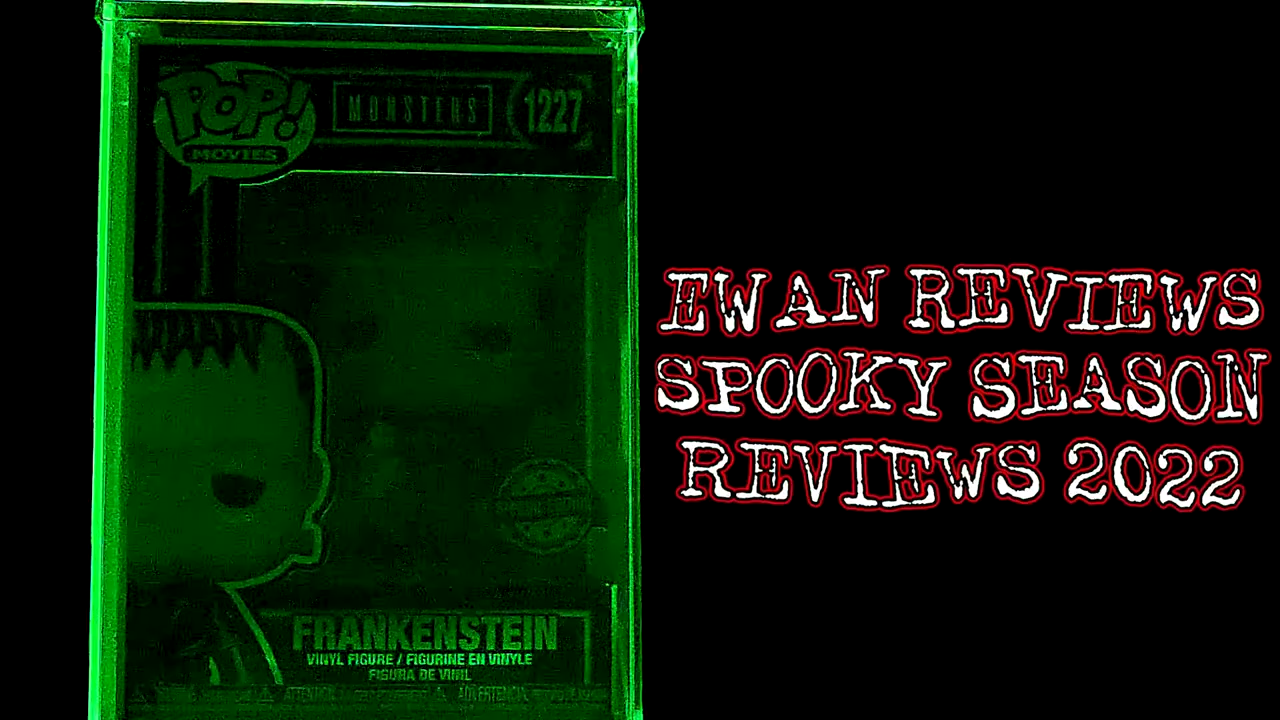 POP!
MOVIES
MONSTERS
1227
EWAN REVIEWS
SPOOKY SEASON
REVIEWS 2022
FRANKENSTEIN
VINYL FIGURE / FIGURINE EN VINYLE
FIGURA DE VINIL